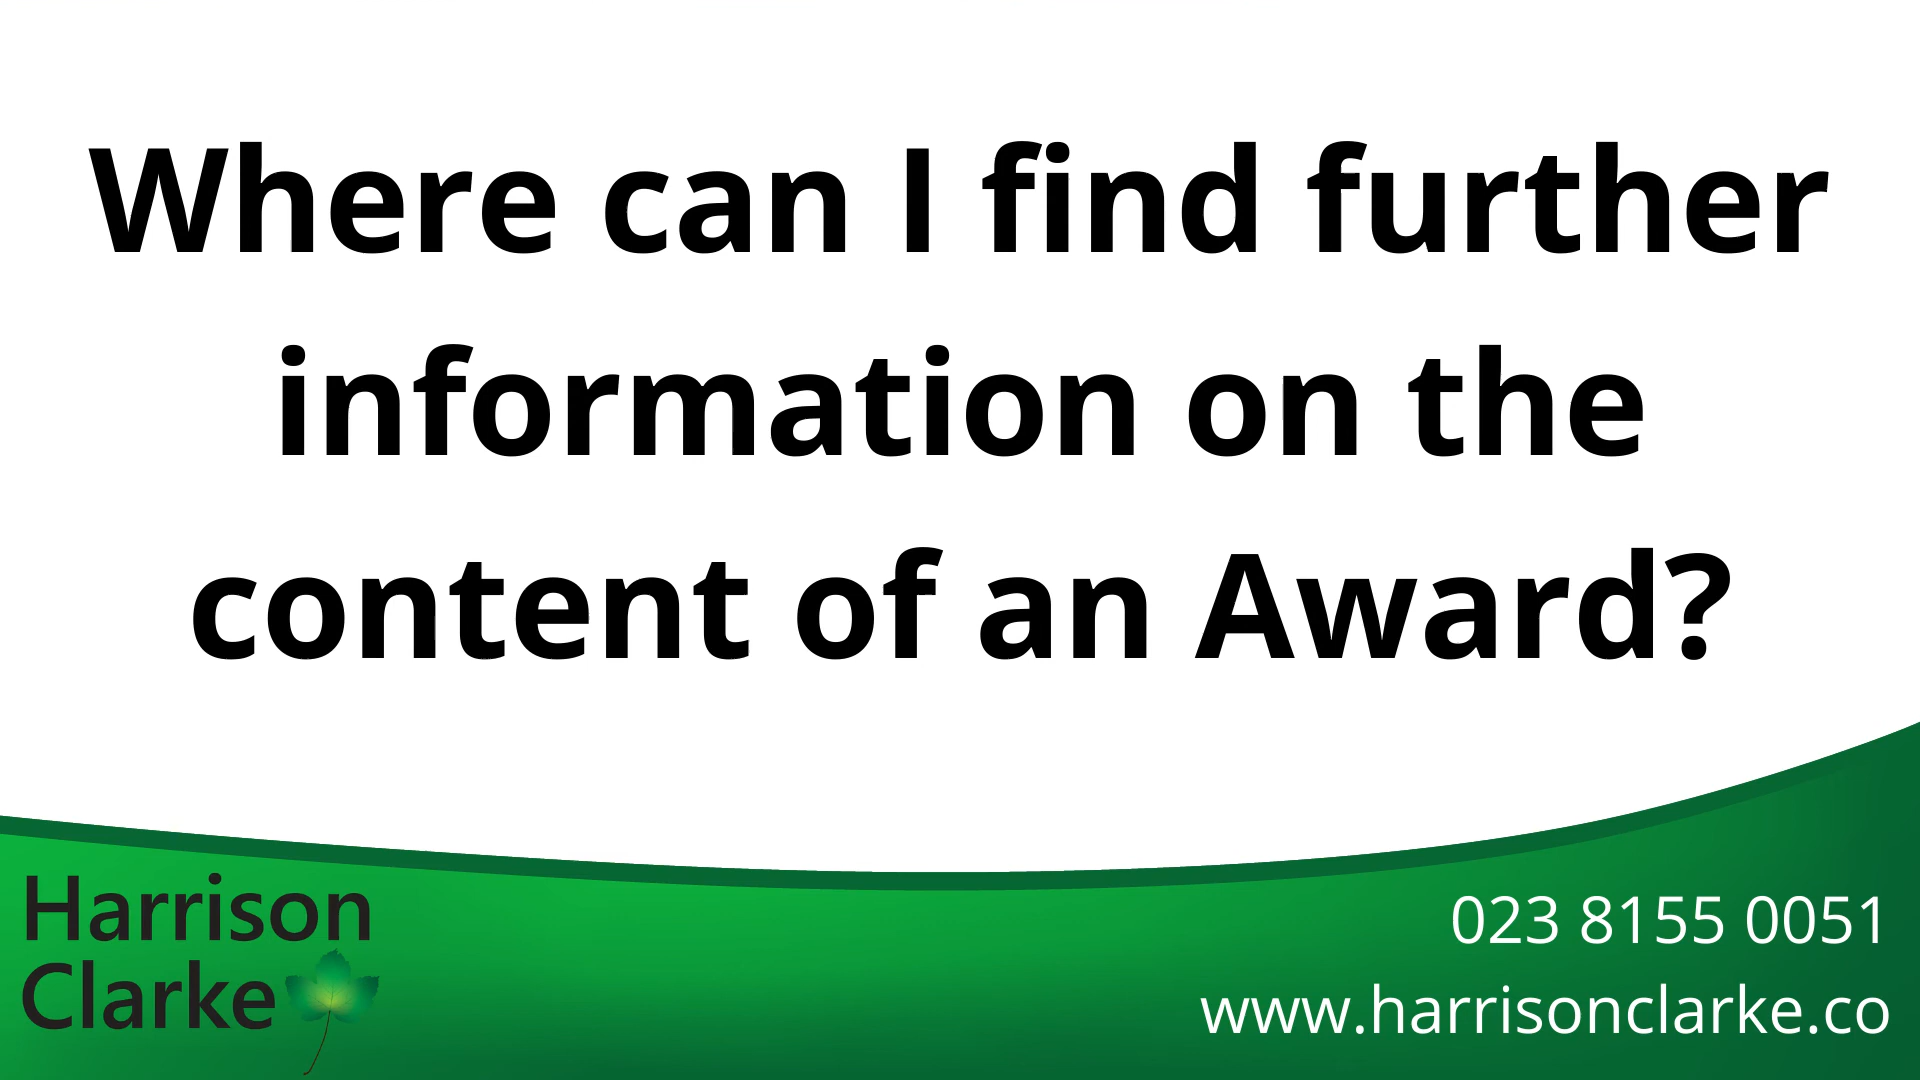 Where can I find further
information on the
content of an Award?
Harrison
Clarke
023 8155 0051
www.harrisonclarke.co